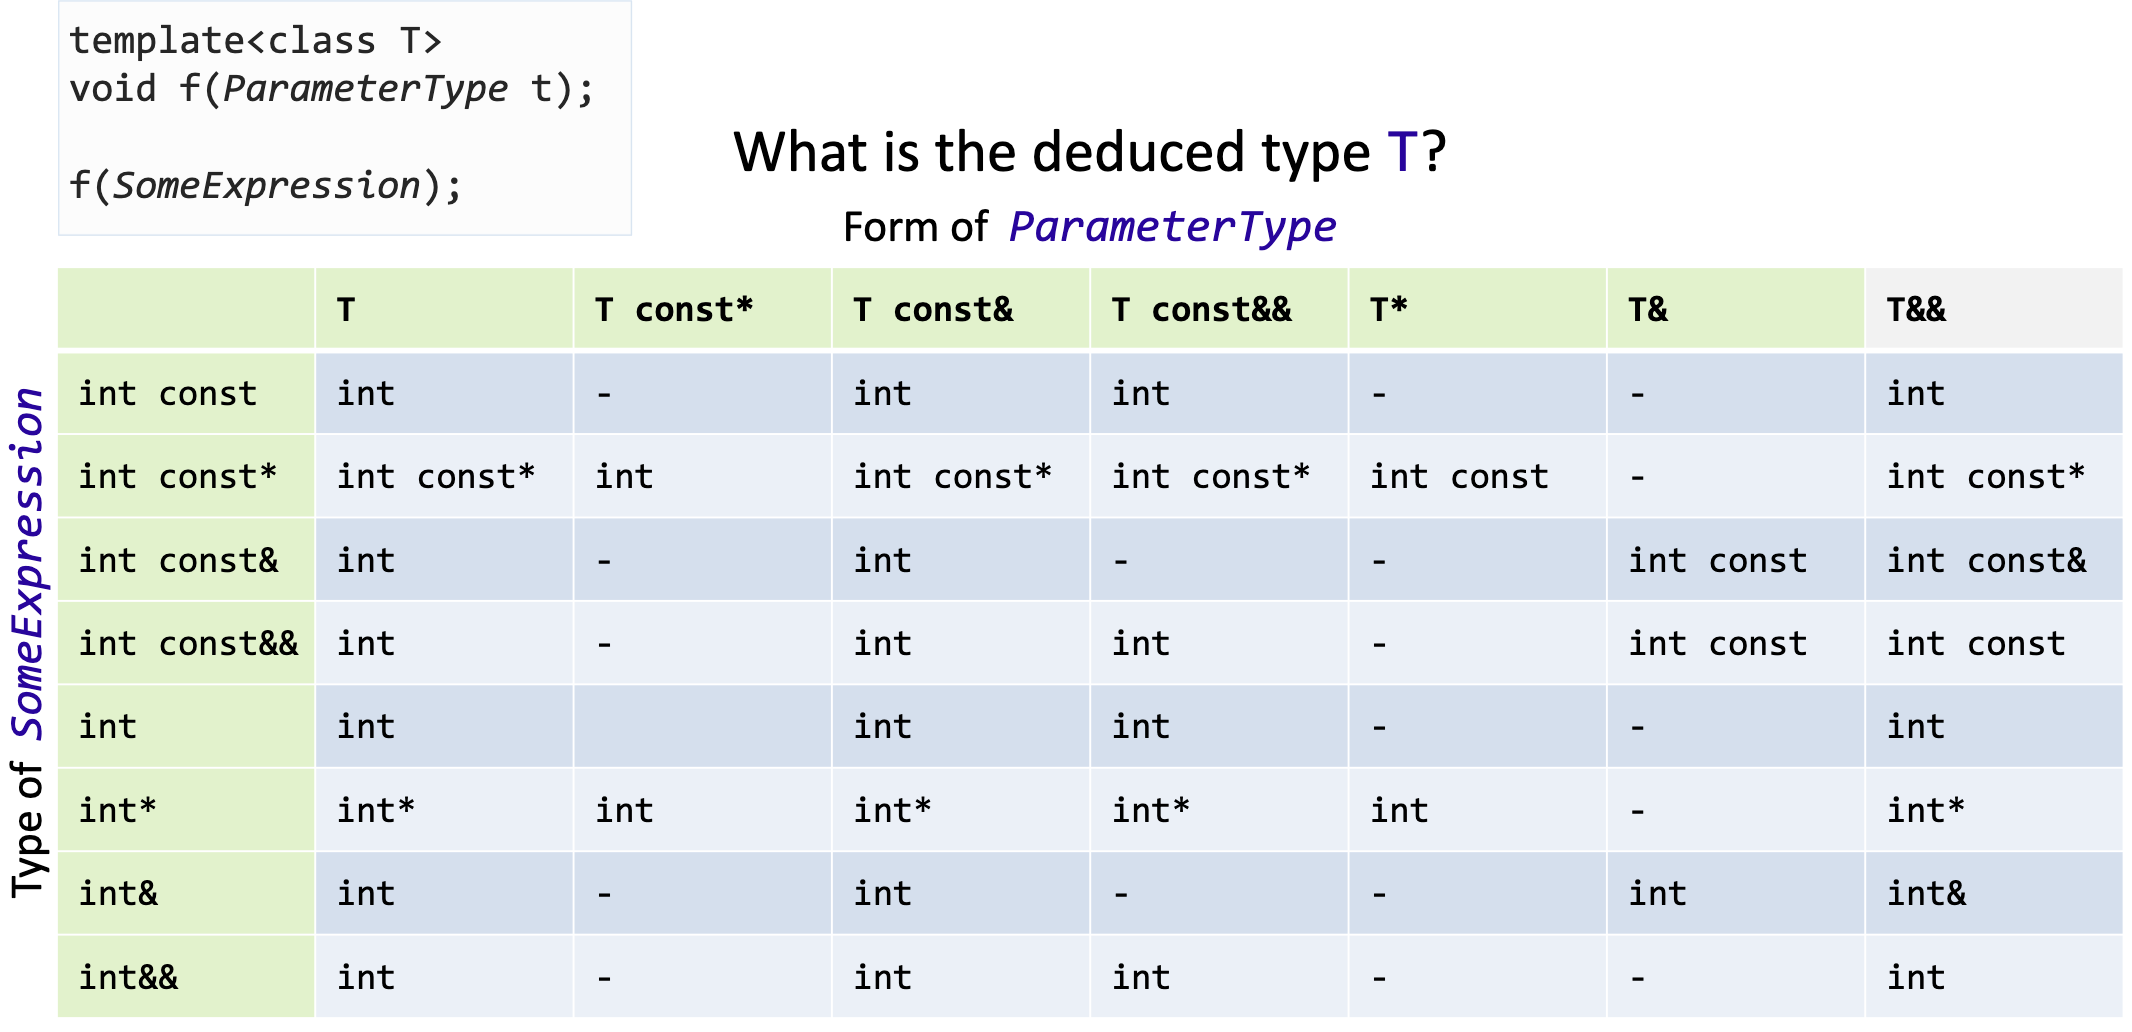 template<class T>
void f(ParameterType t);
f(SomeExpression);
What is the deduced type T?
Form of ParameterType
Type of SomeExpression
T T const* T const& T const&& T* T& T&&
int const int - int int - - int
int const* int const* int int const* int const* int const - int const*
int const& int - int - - int const int const&
int const&& int - int int - int const int const
int int int int - - int
int* int* int int* int* int - int*
int& int - int - - int int&
int&& int - int int - - int